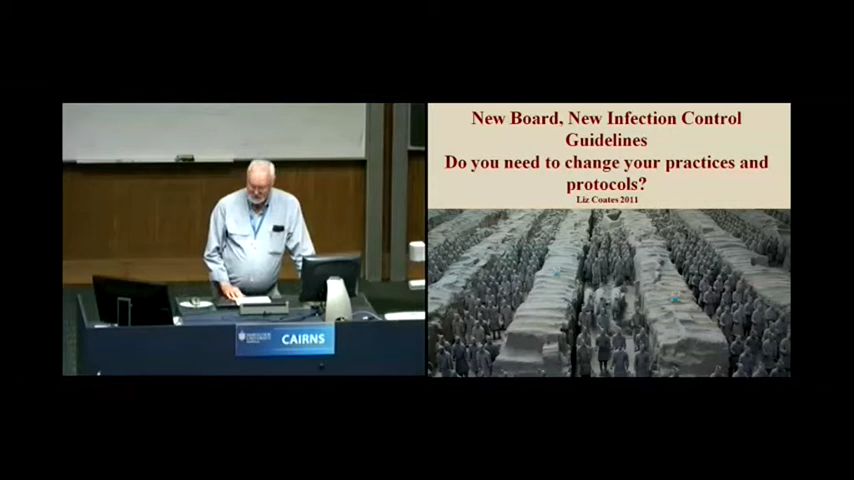 New Board, New Infection Control
Guidelines
Do you need to change your practices and
protocols?
Liz Coates 2011
CAIRNS